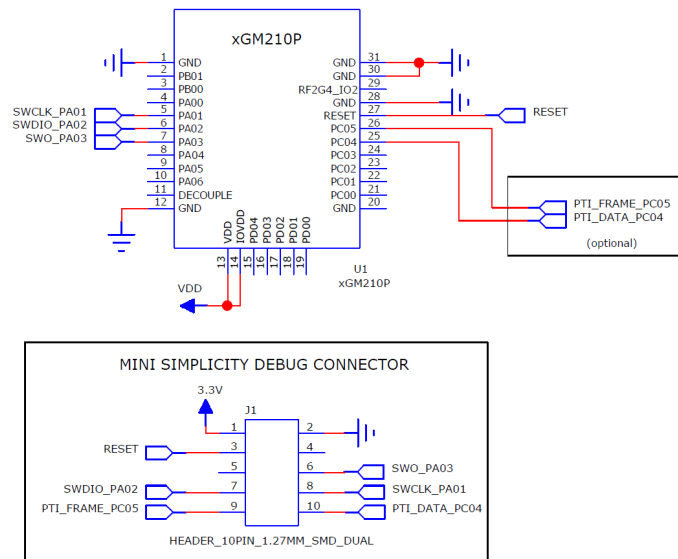 xGM210P
1 GND
2 PB01
3 PB00
4 PA00
SWCLK_PA01 5 PA01
SWDIO_PA02 6 PA02
SWO_PA03 7 PA03
8 PA04
9 PA05
10 PA06
11 DECOUPLE
12 GND
GND 31
GND 30
RF2G4_IO2 29
GND 28
RESET 27 RESET
PC05 26
PC04 25
PC03 24
PC02 23
PC01 22
PC00 21
GND 20
VDD IOVDD PD04 PD03 PD02 PD01 PD00
13 14 15 16 17 18 19
PTI_FRAME_PC05
PTI_DATA_PC04
(optional)
U1
xGM210P
VDD
MINI SIMPLICITY DEBUG CONNECTOR
3.3V
J1
1 2
RESET 3 4
5 6 SWO_PA03
SWDIO_PA02 7 8 SWCLK_PA01
PTI_FRAME_PC05 9 10 PTI_DATA_PC04
HEADER_10PIN_1.27MM_SMD_DUAL